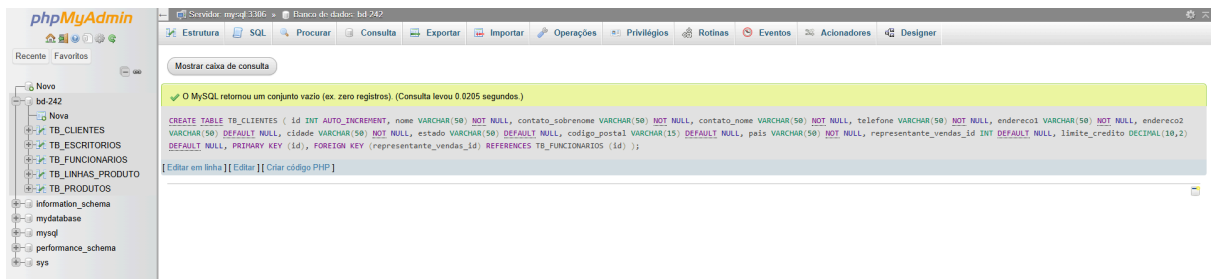 phpMyAdmin
Recente Favoritos
Novo
bd-242
Nova
TB_CLIENTES
TB_ESCRITORIOS
TB_FUNCIONARIOS
TB_LINHAS_PRODUTO
TB_PRODUTOS
information_schema
mydatabase
mysql
performance_schema
sys
Servidor: mysql:3306 » Banco de dados: bd-242
Estrutura SQL Procurar Consulta Exportar Importar Operações Privilégios Rotinas Eventos Acionadores Designer
Mostrar caixa de consulta
O MySQL retornou um conjunto vazio (ex. zero registros). (Consulta levou 0.0205 segundos.)
CREATE TABLE TB_CLIENTES ( id INT AUTO_INCREMENT, nome VARCHAR(50) NOT NULL, contato_sobrenome VARCHAR(50) NOT NULL, contato_nome VARCHAR(50) NOT NULL, telefone VARCHAR(50) NOT NULL, endereco1 VARCHAR(50) NOT NULL, endereco2
VARCHAR(50) DEFAULT NULL, cidade VARCHAR(50) NOT NULL, estado VARCHAR(50) DEFAULT NULL, codigo_postal VARCHAR(15) DEFAULT NULL, pais VARCHAR(50) NOT NULL, representante_vendas_id INT DEFAULT NULL, limite_credito DECIMAL(10,2)
DEFAULT NULL, PRIMARY KEY (id), FOREIGN KEY (representante_vendas_id) REFERENCES TB_FUNCIONARIOS (id) );
[ Editar em linha ] [ Editar ] [ Criar código PHP ]